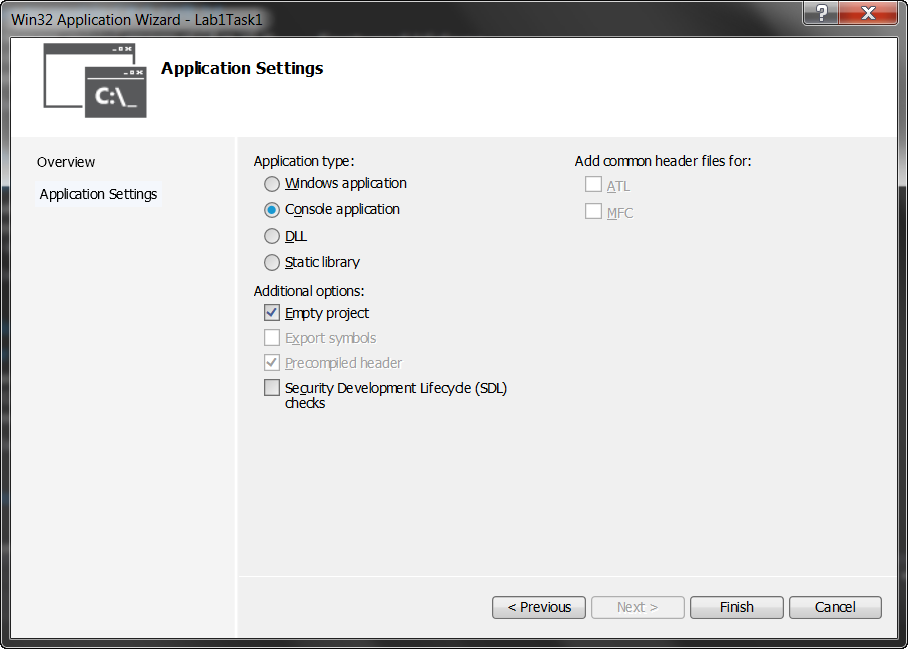 Win32 Application Wizard - Lab1Task1
?
X
C:\_
Application Settings
Overview
Application Settings
Application type:
Windows application
Console application
DLL
Static library
Additional options:
Empty project
Export symbols
Precompiled header
Security Development Lifecycle (SDL)
checks
Add common header files for:
ATL
MFC
< Previous
Next >
Finish
Cancel